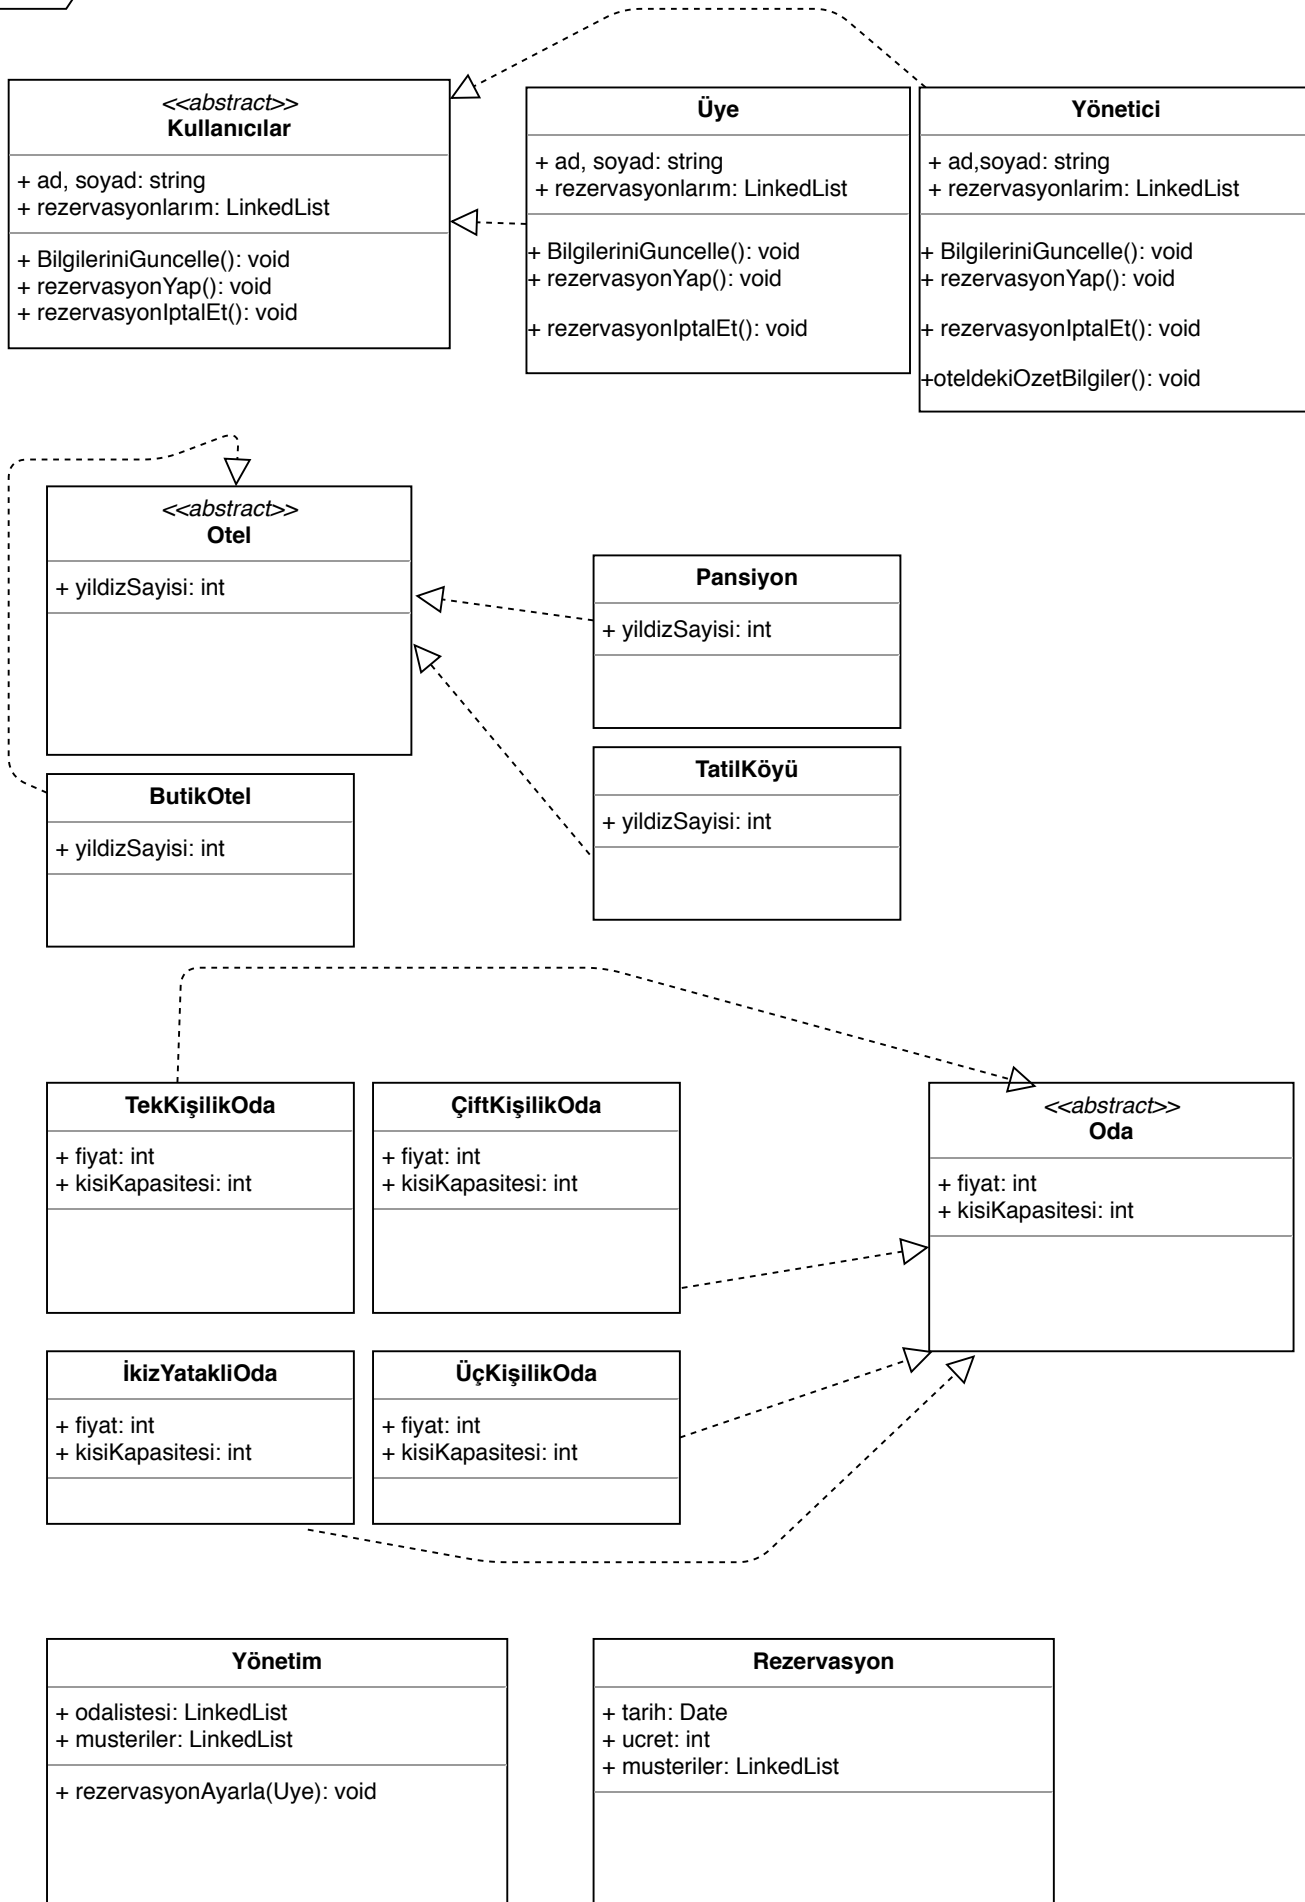 <<abstract>>
Kullanıcılar
+ ad, soyad: string
+ rezervasyonlarım: LinkedList
+ BilgileriniGuncelle(): void
+ rezervasyonYap(): void
+ rezervasyonIptalEt(): void
Üye
+ ad, soyad: string
+ rezervasyonlarım: LinkedList
+ BilgileriniGuncelle(): void
+ rezervasyonYap(): void
+ rezervasyonIptalEt(): void
Yönetici
+ ad,soyad: string
+ rezervasyonlarim: LinkedList
+ BilgileriniGuncelle(): void
+ rezervasyonYap(): void
+ rezervasyonIptalEt(): void
+oteldekiOzetBilgiler(): void
<<abstract>>
Otel
+ yildizSayisi: int
Pansiyon
+ yildizSayisi: int
TatilKöyü
+ yildizSayisi: int
ButikOtel
+ yildizSayisi: int
TekKişilikOda
+ fiyat: int
+ kisiKapasitesi: int
ÇiftKişilikOda
+ fiyat: int
+ kisiKapasitesi: int
<<abstract>>
Oda
+ fiyat: int
+ kisiKapasitesi: int
İkizYatakliOda
+ fiyat: int
+ kisiKapasitesi: int
ÜçKişilikOda
+ fiyat: int
+ kisiKapasitesi: int
Yönetim
+ odalistesi: LinkedList
+ musteriler: LinkedList
+ rezervasyonAyarla(Uye): void
Rezervasyon
+ tarih: Date
+ ucret: int
+ musteriler: LinkedList